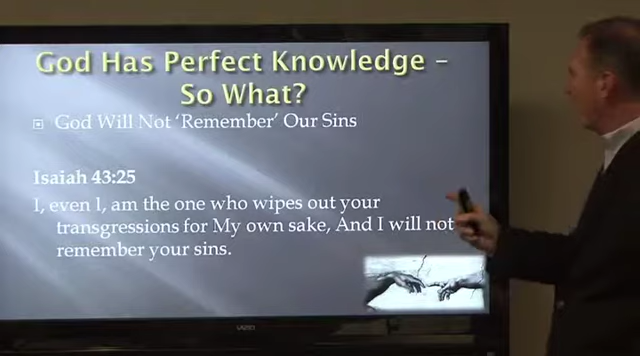 God Has Perfect Knowledge –
So What?
God Will Not 'Remember' Our Sins
Isaiah 43:25
I, even I, am the one who wipes out your
transgressions for My own sake, And I will not
remember your sins.
VIZIO